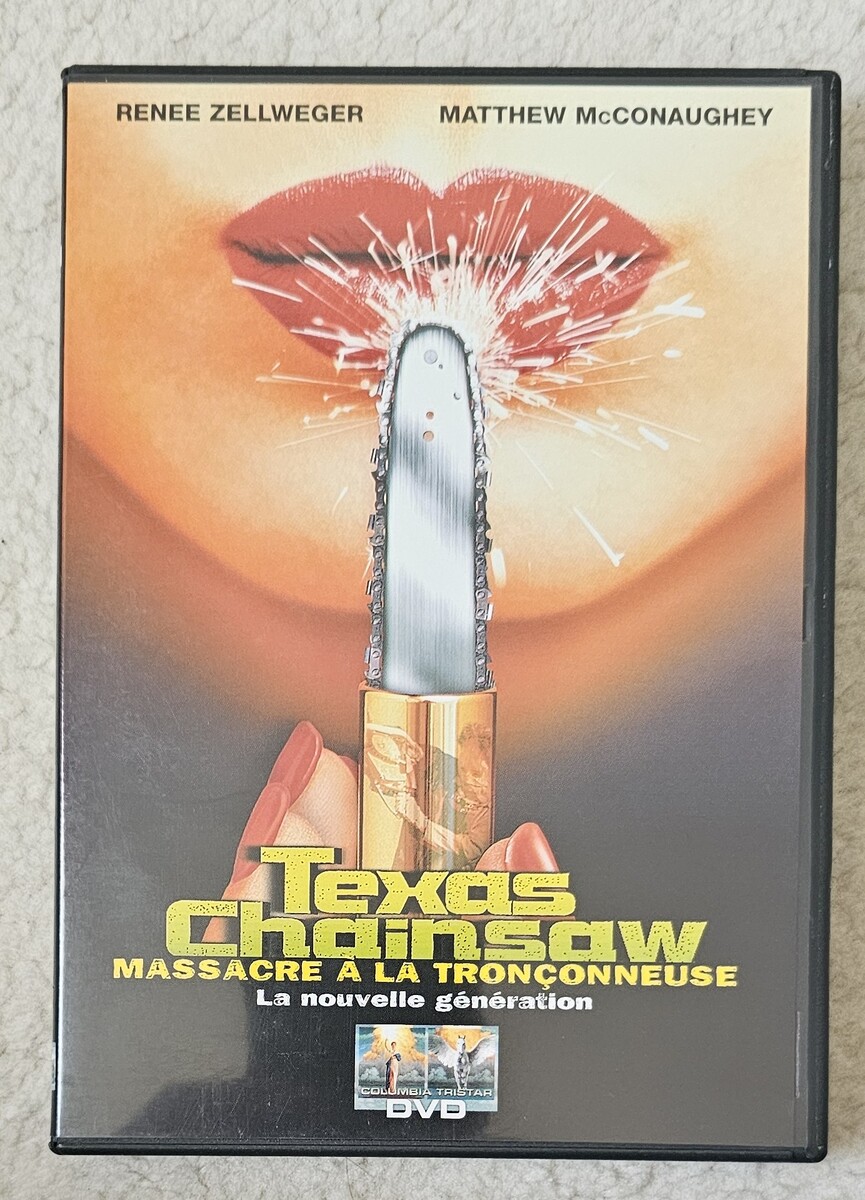 RENEE ZELLWEGER MATTHEW McCONAUGHEY
Texas
Chainsaw
MASSACRE A LA TRONÇONNEUSE
La nouvelle génération
COLUMBIA TRISTAR
DVD